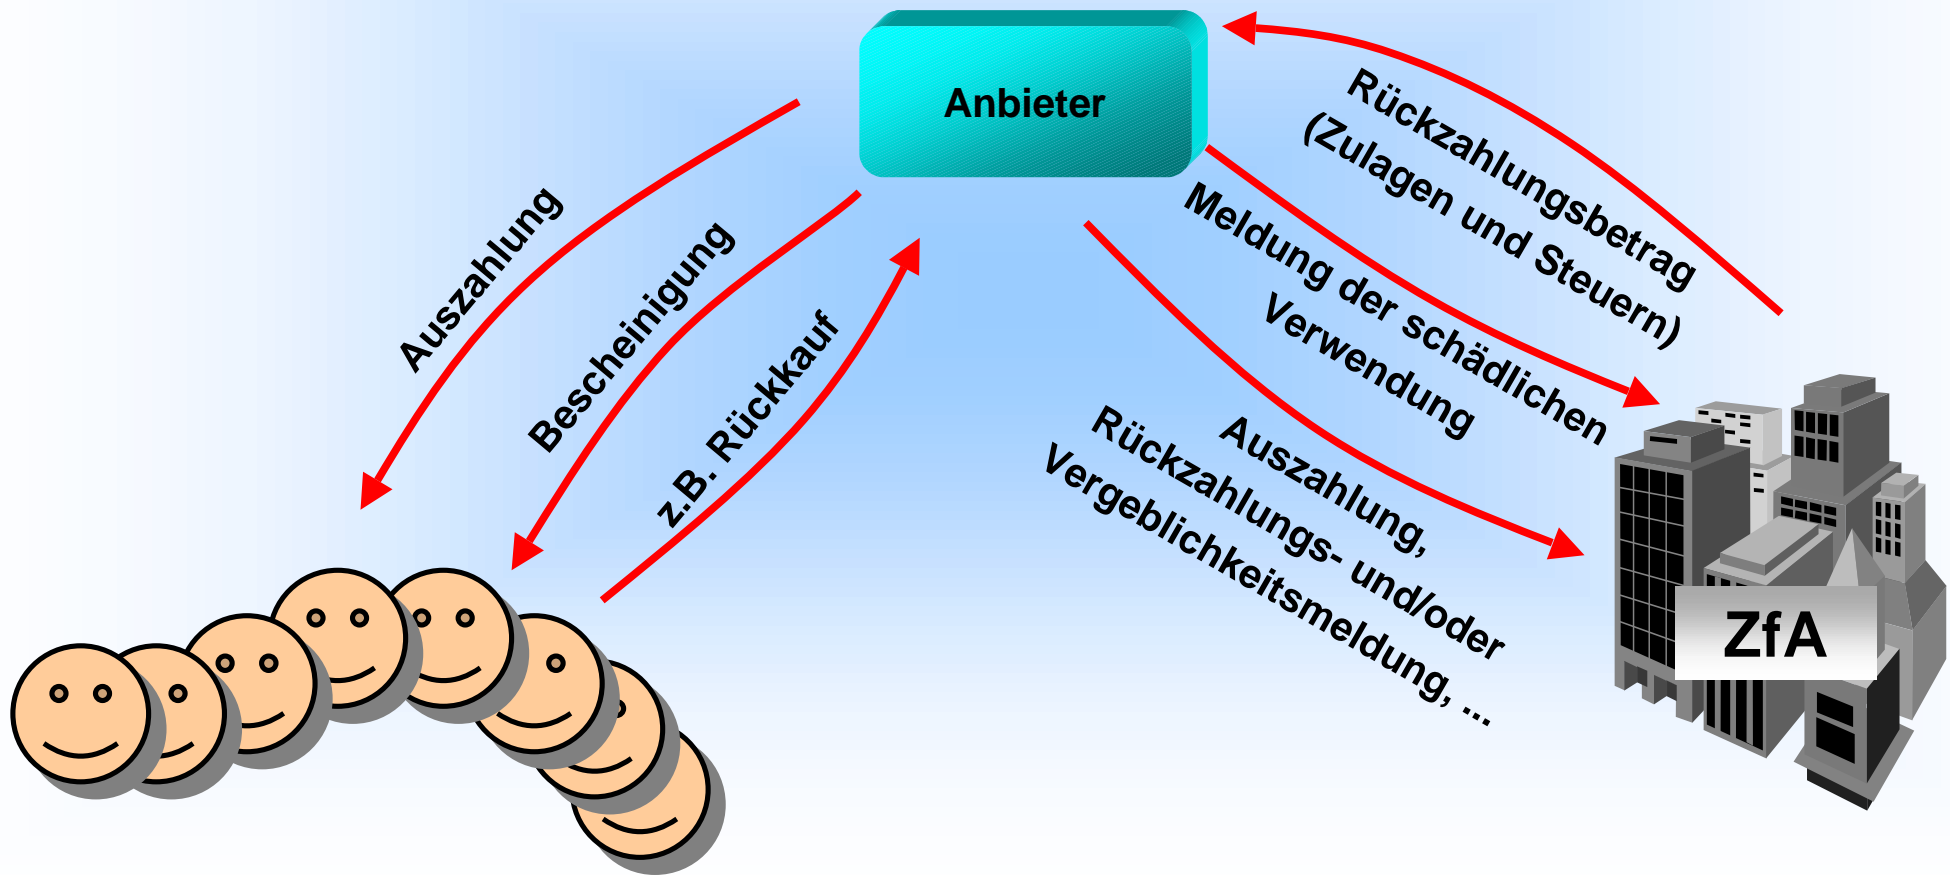 Anbieter
Auszahlung
Bescheinigung
z.B. Rückkauf
Rückzahlungsbetrag
(Zulagen und Steuern)
Meldung der schädlichen
Verwendung
Auszahlung,
Rückzahlungs- und/oder
Vergeblichkeitsmeldung, ...
ZfA